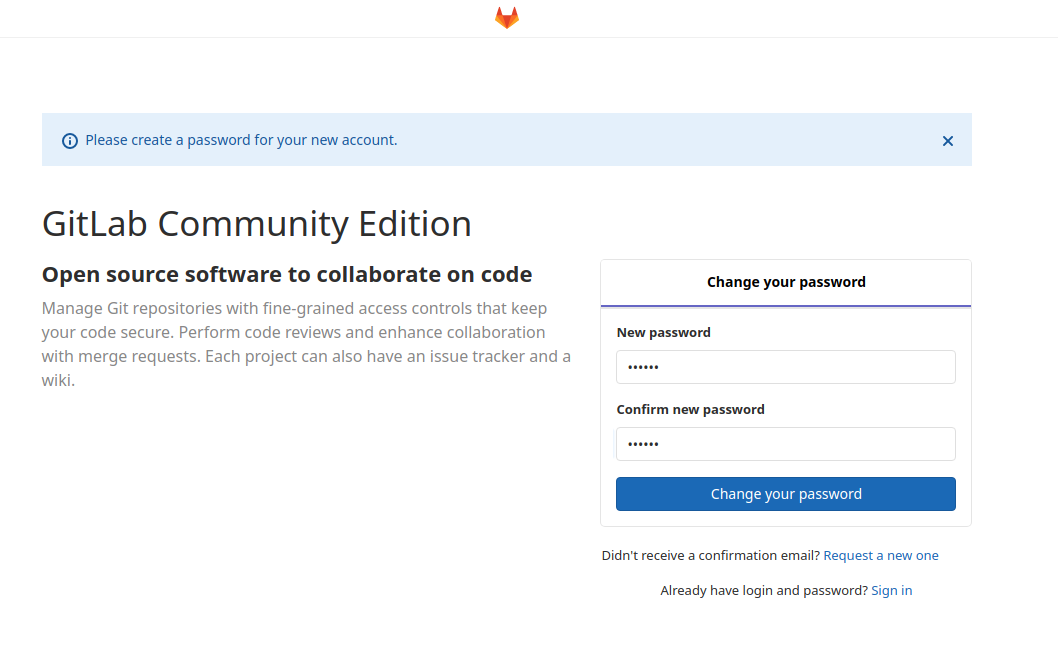 Please create a password for your new account.
GitLab Community Edition
Open source software to collaborate on code
Manage Git repositories with fine-grained access controls that keep
your code secure. Perform code reviews and enhance collaboration
with merge requests. Each project can also have an issue tracker and a
wiki.
Change your password
New password
••••••
Confirm new password
••••••
Change your password
Didn't receive a confirmation email? Request a new one
Already have login and password? Sign in